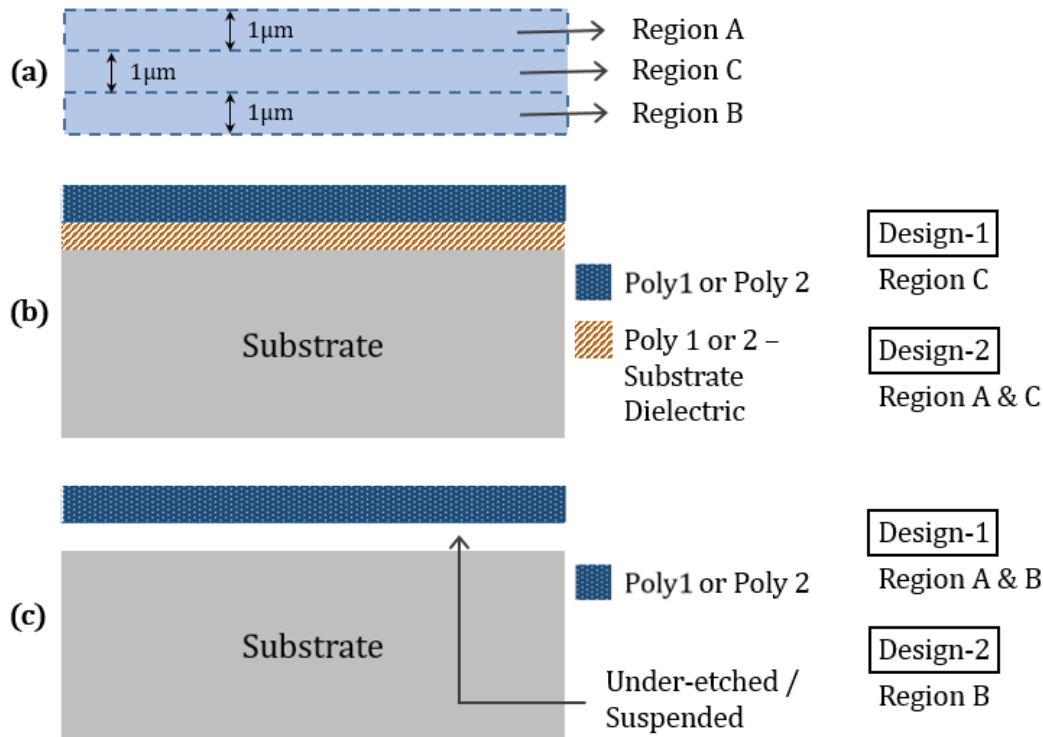 (a)
1μm
1μm
1μm
Region A
Region C
Region B
(b)
Substrate
Poly1 or Poly 2
Poly 1 or 2 –
Substrate
Dielectric
Design-1
Region C
Design-2
Region A & C
(c)
Substrate
Poly1 or Poly 2
Under-etched /
Suspended
Design-1
Region A & B
Design-2
Region B